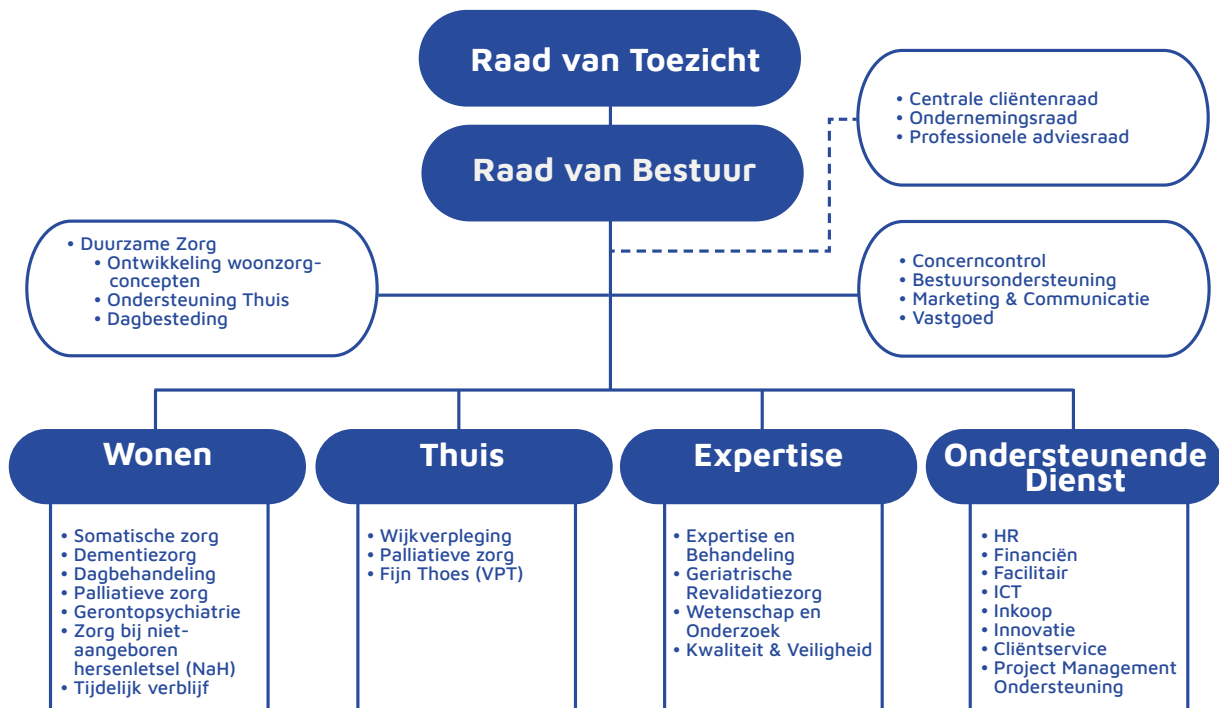 Raad van Toezicht
Raad van Bestuur
• Centrale cliëntenraad
• Ondernemingsraad
• Professionele adviesraad
• Duurzame Zorg
• Ontwikkeling woonzorg-
concepten
• Ondersteuning Thuis
• Dagbesteding
• Concerncontrol
• Bestuursondersteuning
• Marketing & Communicatie
• Vastgoed
Wonen
• Somatische zorg
• Dementiezorg
• Dagbehandeling
• Palliatieve zorg
• Gerontopsychiatrie
• Zorg bij niet-
aangeboren
hersenletsel (NaH)
• Tijdelijk verblijf
Thuis
• Wijkverpleging
• Palliatieve zorg
• Fijn Thoes (VPT)
Expertise
• Expertise en
Behandeling
• Geriatrische
Revalidatiezorg
• Wetenschap en
Onderzoek
• Kwaliteit & Veiligheid
Ondersteunende
Dienst
• HR
• Financiën
• Facilitair
• ICT
• Inkoop
• Innovatie
• Cliëntservice
• Project Management
Ondersteuning